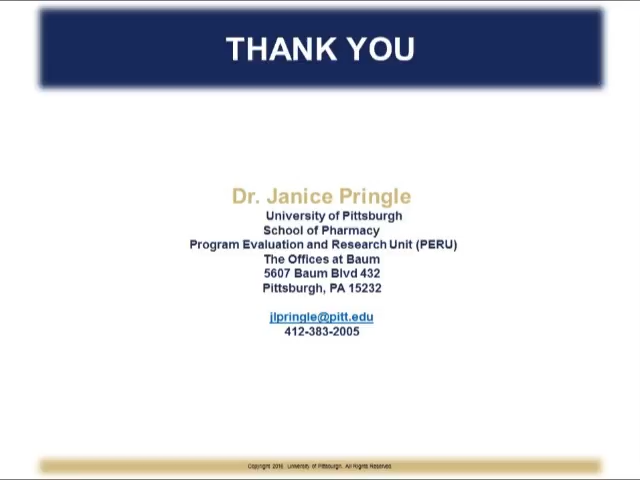 THANK YOU
Dr. Janice Pringle
University of Pittsburgh
School of Pharmacy
Program Evaluation and Research Unit (PERU)
The Offices at Baum
5607 Baum Blvd 432
Pittsburgh, PA 15232
jlpringle@pitt.edu
412-383-2005
Copyright 2016. University of Pittsburgh. All Rights Reserved.